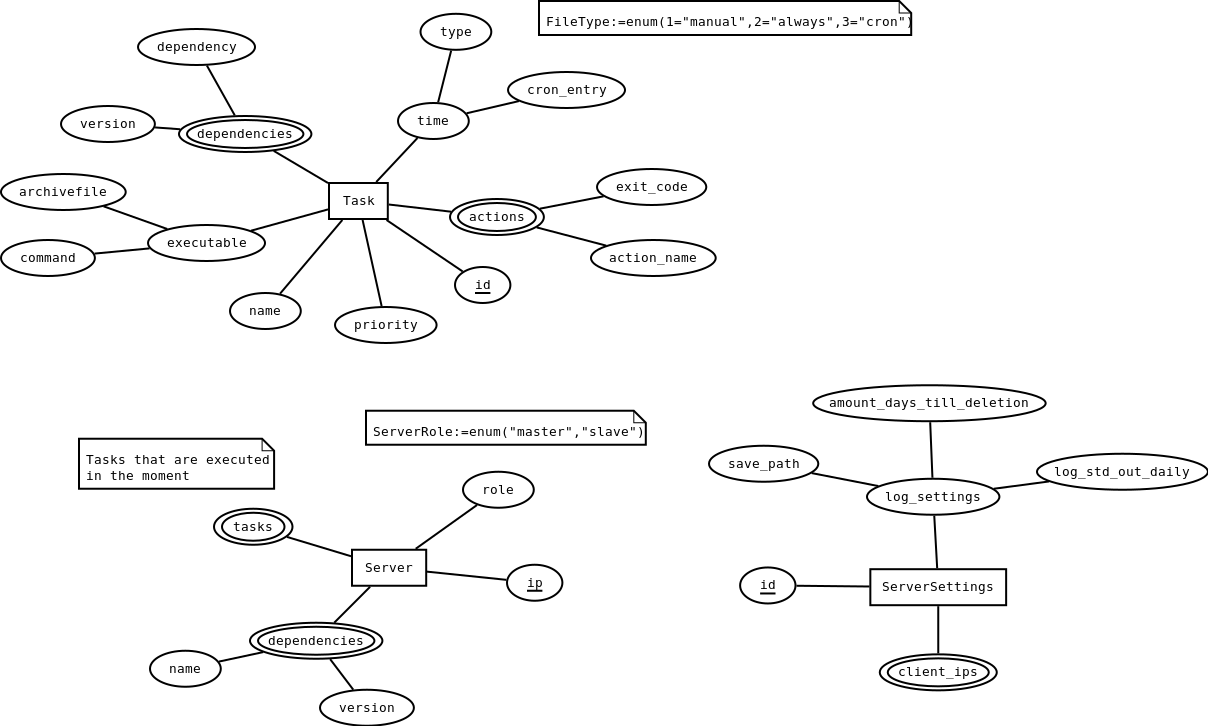 FileType:=enum(1="manual",2="always",3="cron")
type
dependency
cron_entry
time
version
dependencies
exit_code
archivefile
Task
actions
executable
command
action_name
id
name
priority
amount_days_till_deletion
ServerRole:=enum("master","slave")
Tasks that are executed
in the moment
save_path
log_std_out_daily
role
log_settings
tasks
Server
ip
id
ServerSettings
dependencies
name
client_ips
version